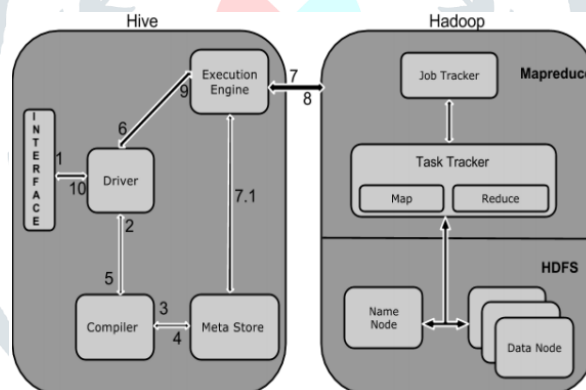 Hive
Hadoop
INTERFACE
1
10
Driver
6
9
Execution
Engine
7
8
2
5
7.1
Compiler
3
4
Meta Store
Job Tracker
Mapreduce
Task Tracker
Map
Reduce
HDFS
Name
Node
Data Node